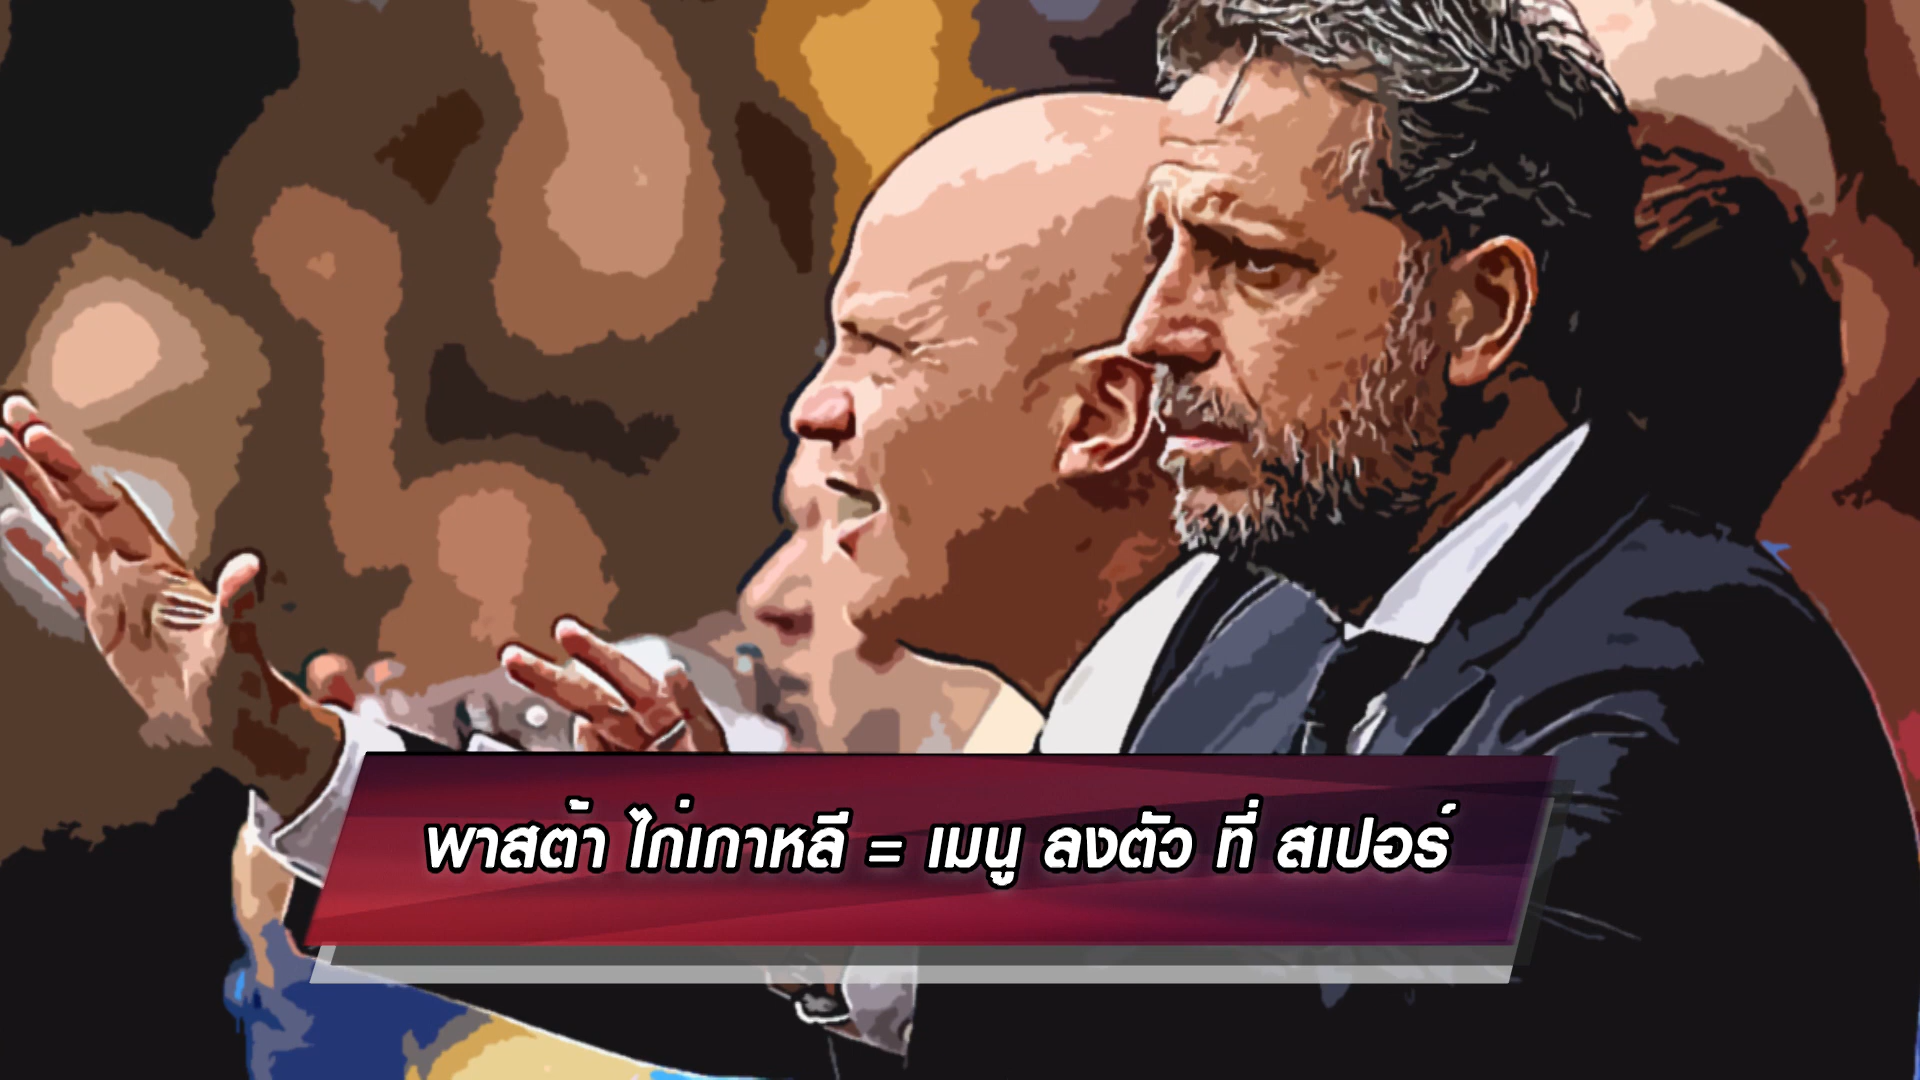 พาสต้า ไก่เกาหลี = เมนู ลงตัว ที่ สเปอร์